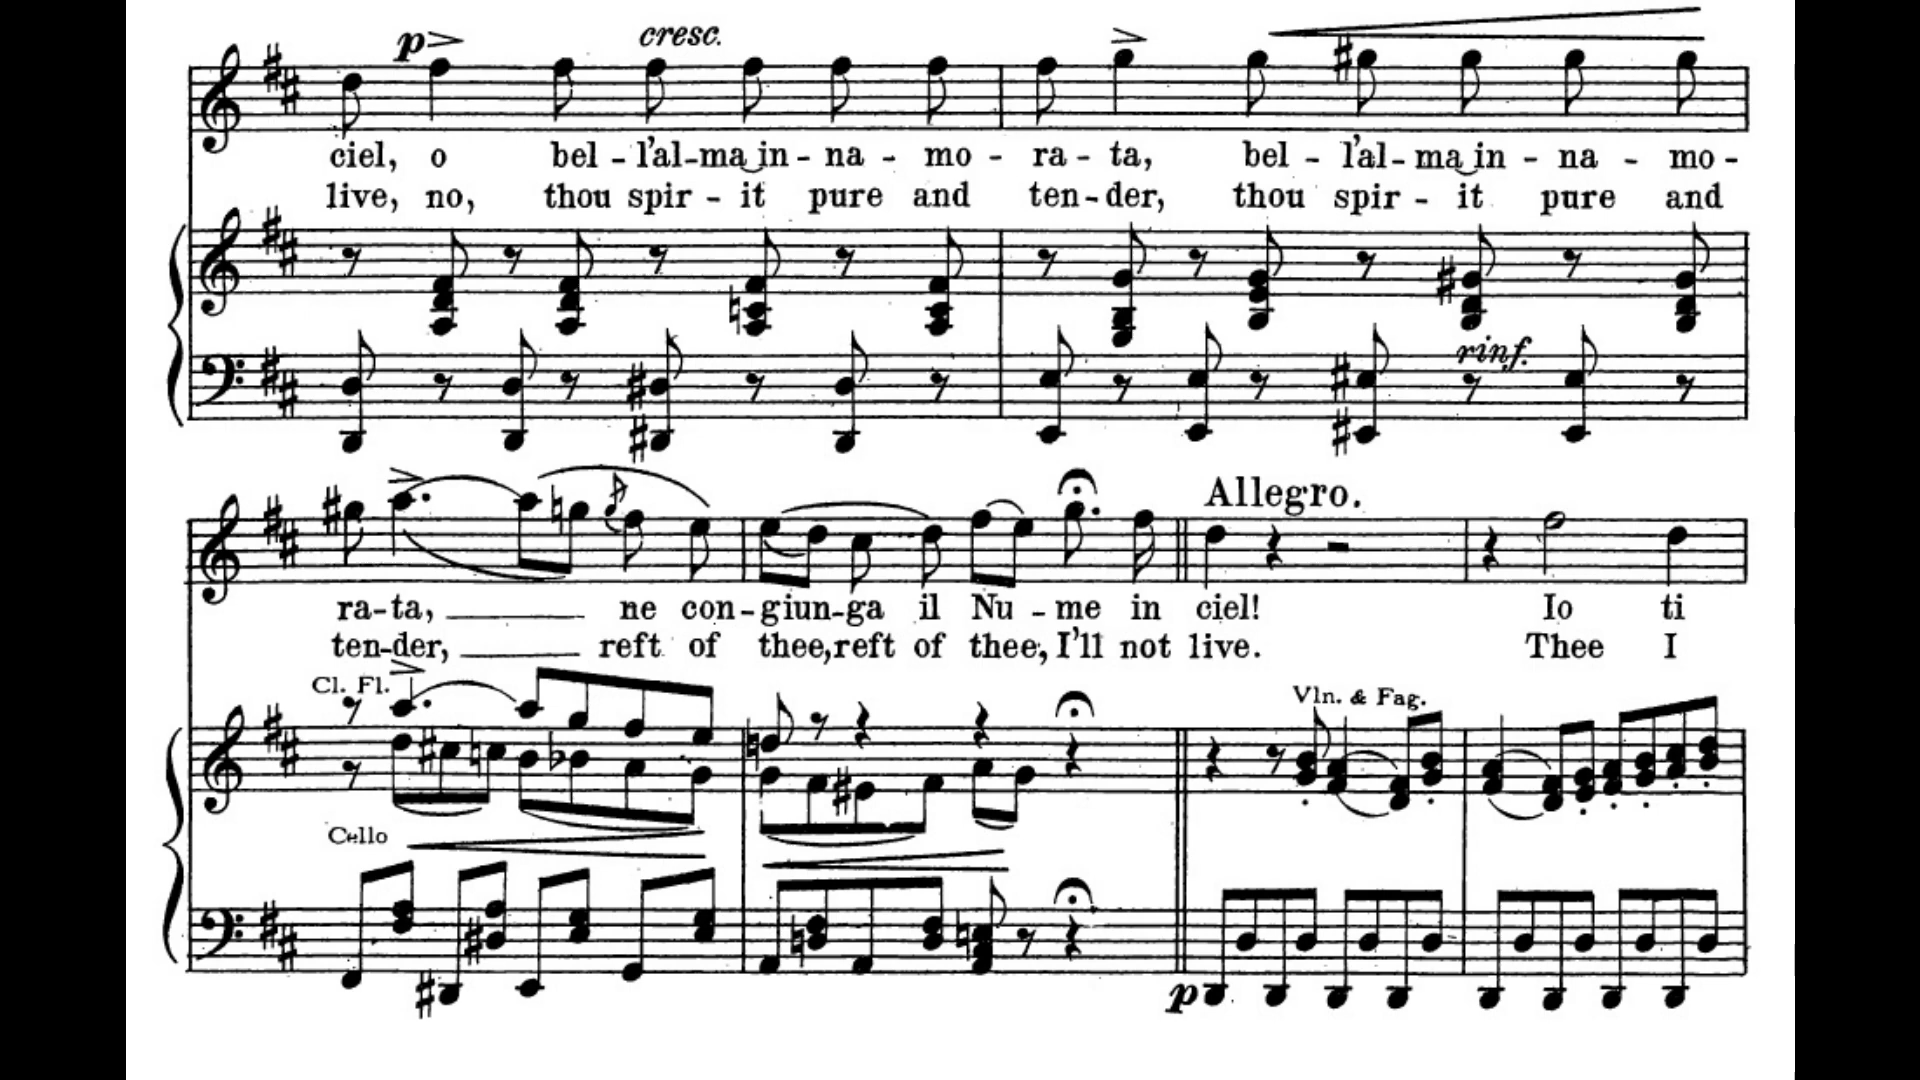 p cresc.
ciel, o bel - l'al - ma in - na - mo - ra - ta, bel - l'al - ma in - na - mo -
live, no, thou spir - it pure and ten - der, thou spir - it pure and
rinf.
Allegro.
ra - ta, ne con - giun - ga il Nu - me in ciel! Io ti
ten - der, reft of thee, reft of thee, I'll not live. Thee I
Cl. Fl.
Vln. & Fag.
Cello
p